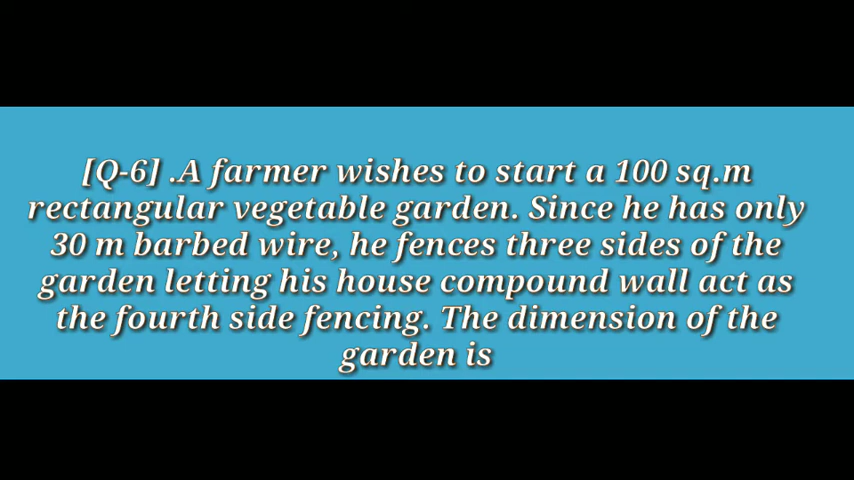 [Q-6] .A farmer wishes to start a 100 sq.m
rectangular vegetable garden. Since he has only
30 m barbed wire, he fences three sides of the
garden letting his house compound wall act as
the fourth side fencing. The dimension of the
garden is